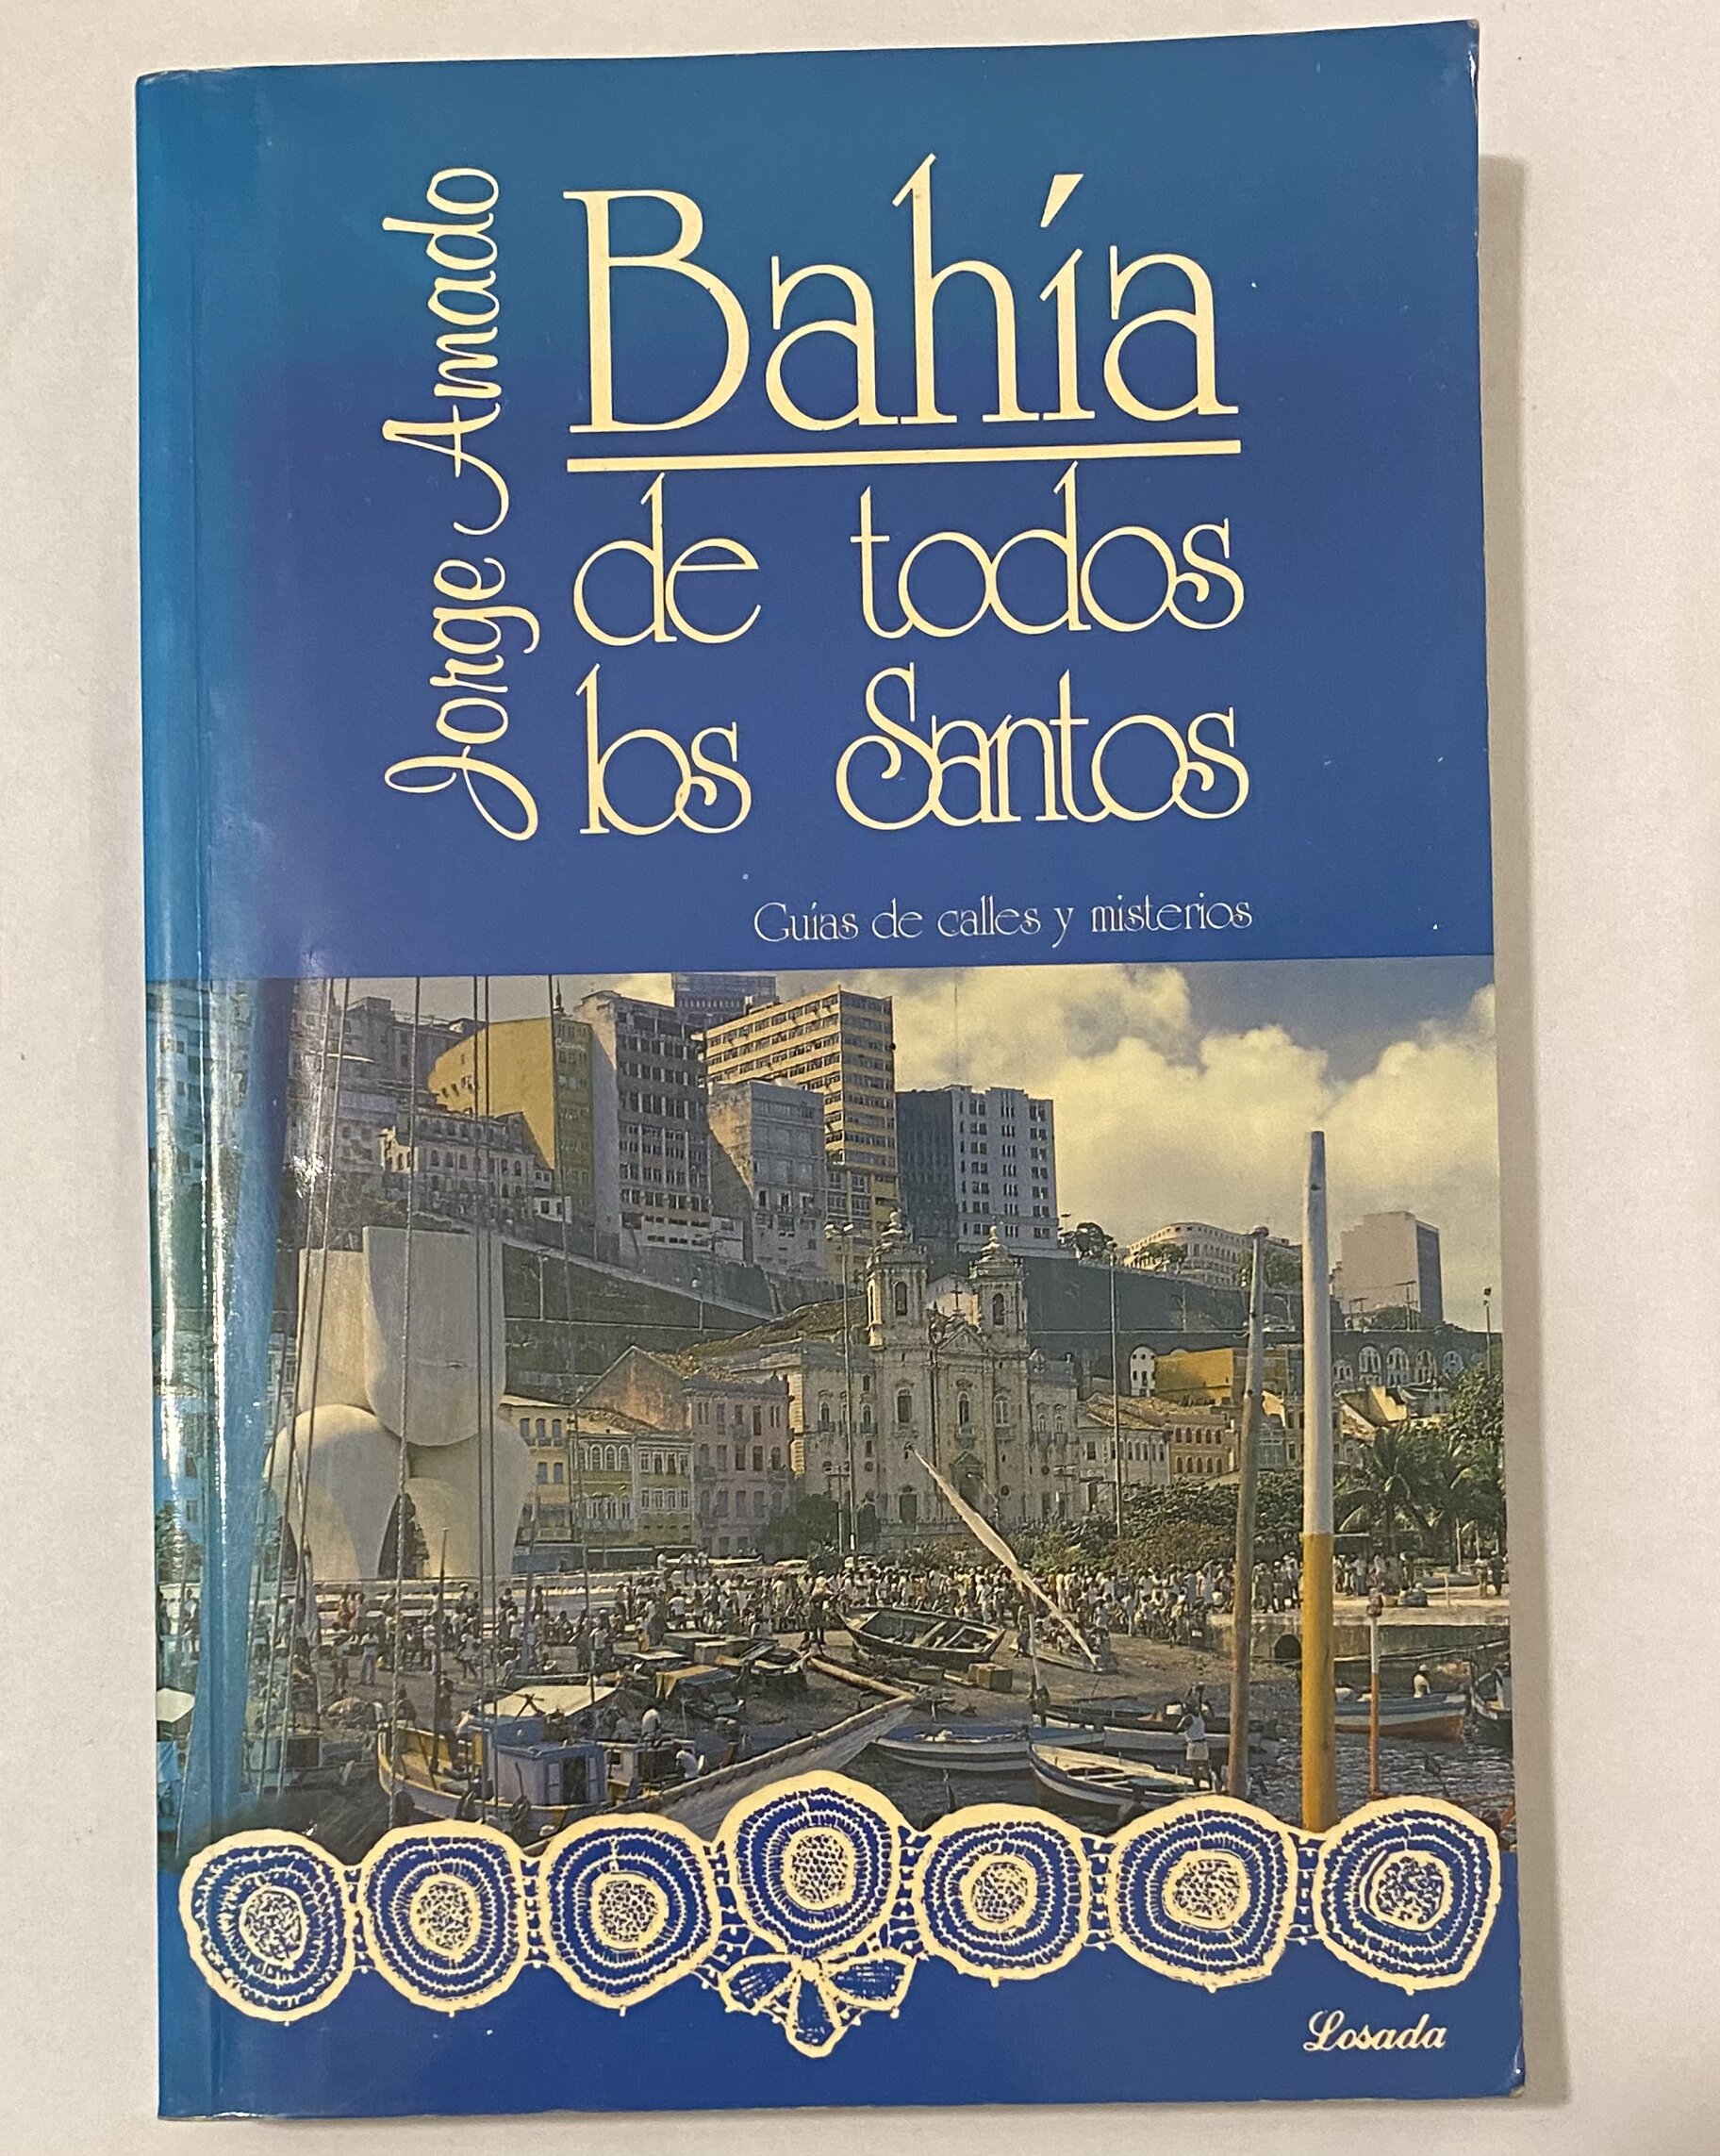 Jorge Amado
Bahía
de todos
los Santos
Guías de calles y misterios
Losada